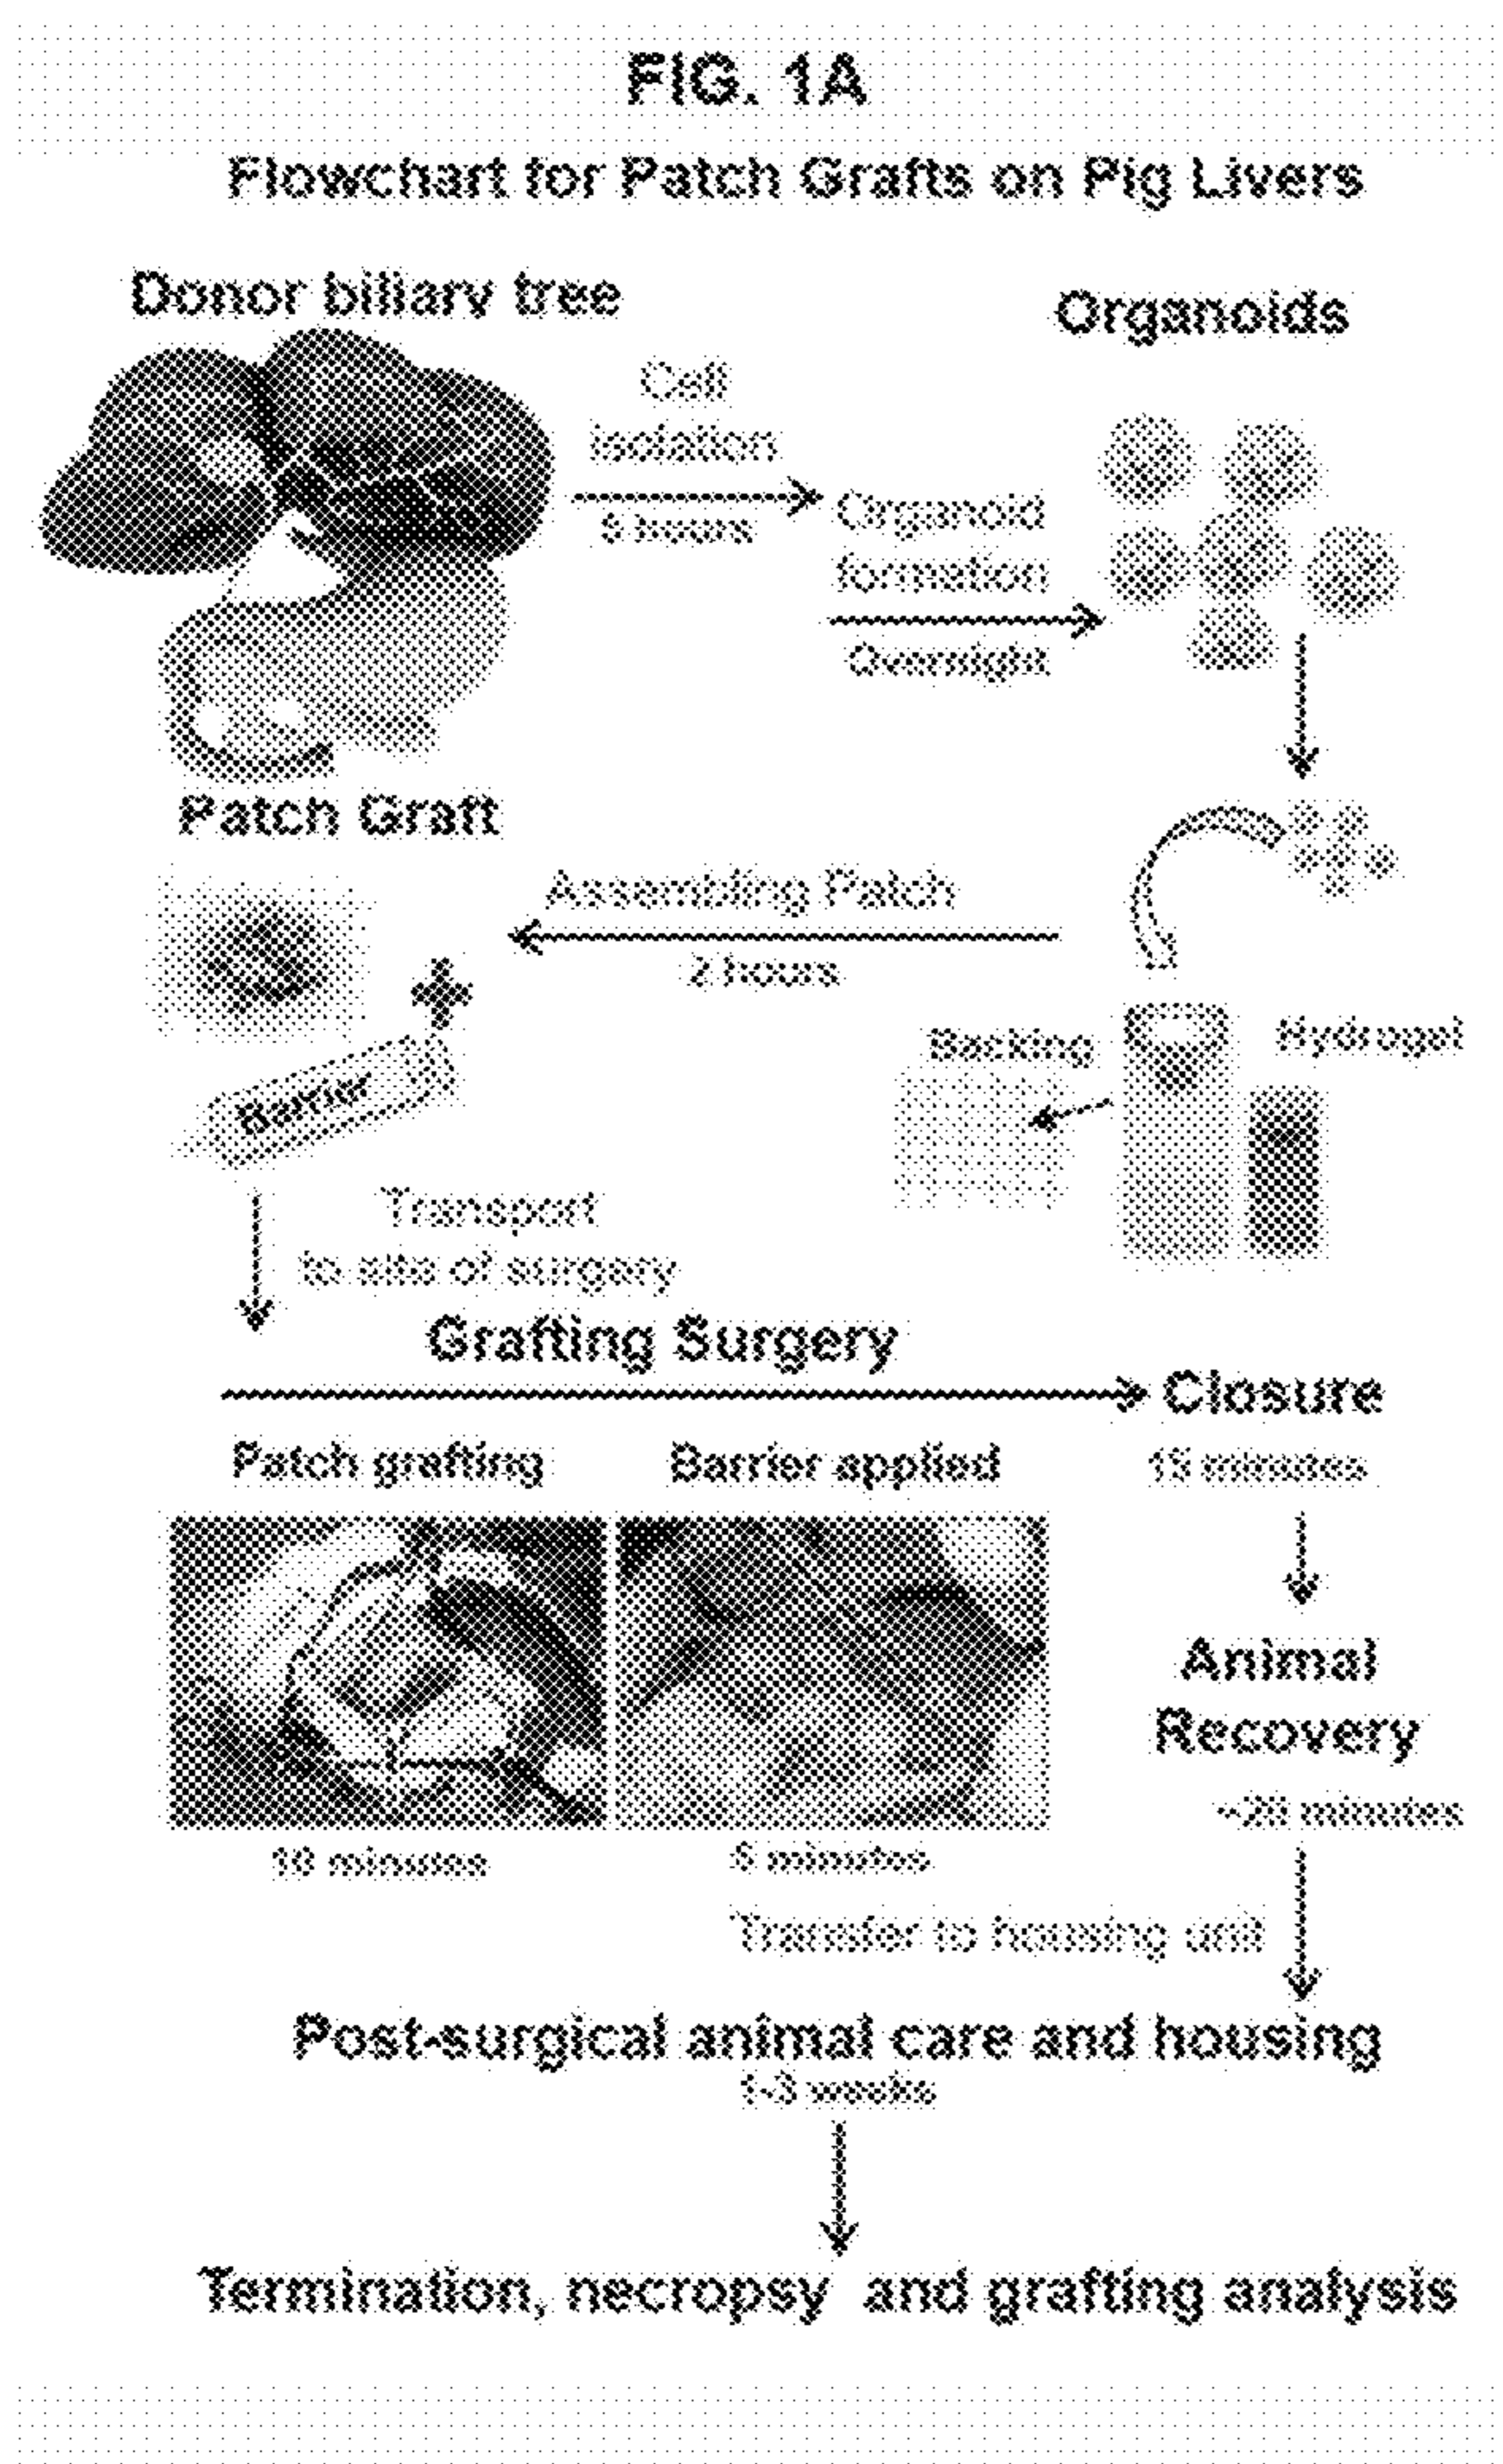 FIG. 1A
Flowchart for Patch Grafts on Pig Livers
Donor biliary tree
Organoids
Cell
isolation
5 hours
Organoid
formation
Overnight
Patch Graft
Assembling Patch
2 hours
Backing
Hydrogel
Barrier
Transport
to site of surgery
Grafting Surgery
Closure
Patch grafting
Barrier applied
15 minutes
Animal
Recovery
~20 minutes
10 minutes
5 minutes
Transfer to housing unit
Post-surgical animal care and housing
1-3 weeks
Termination, necropsy and grafting analysis